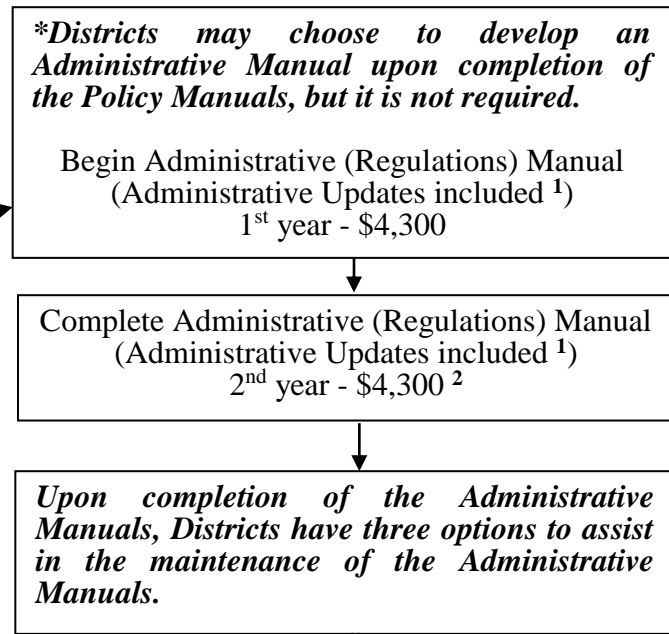 *Districts may choose to develop an
Administrative Manual upon completion of
the Policy Manuals, but it is not required.
Begin Administrative (Regulations) Manual
(Administrative Updates included ¹)
1st year - $4,300
Complete Administrative (Regulations) Manual
(Administrative Updates included ¹)
2nd year - $4,300 ²
Upon completion of the Administrative
Manuals, Districts have three options to assist
in the maintenance of the Administrative
Manuals.